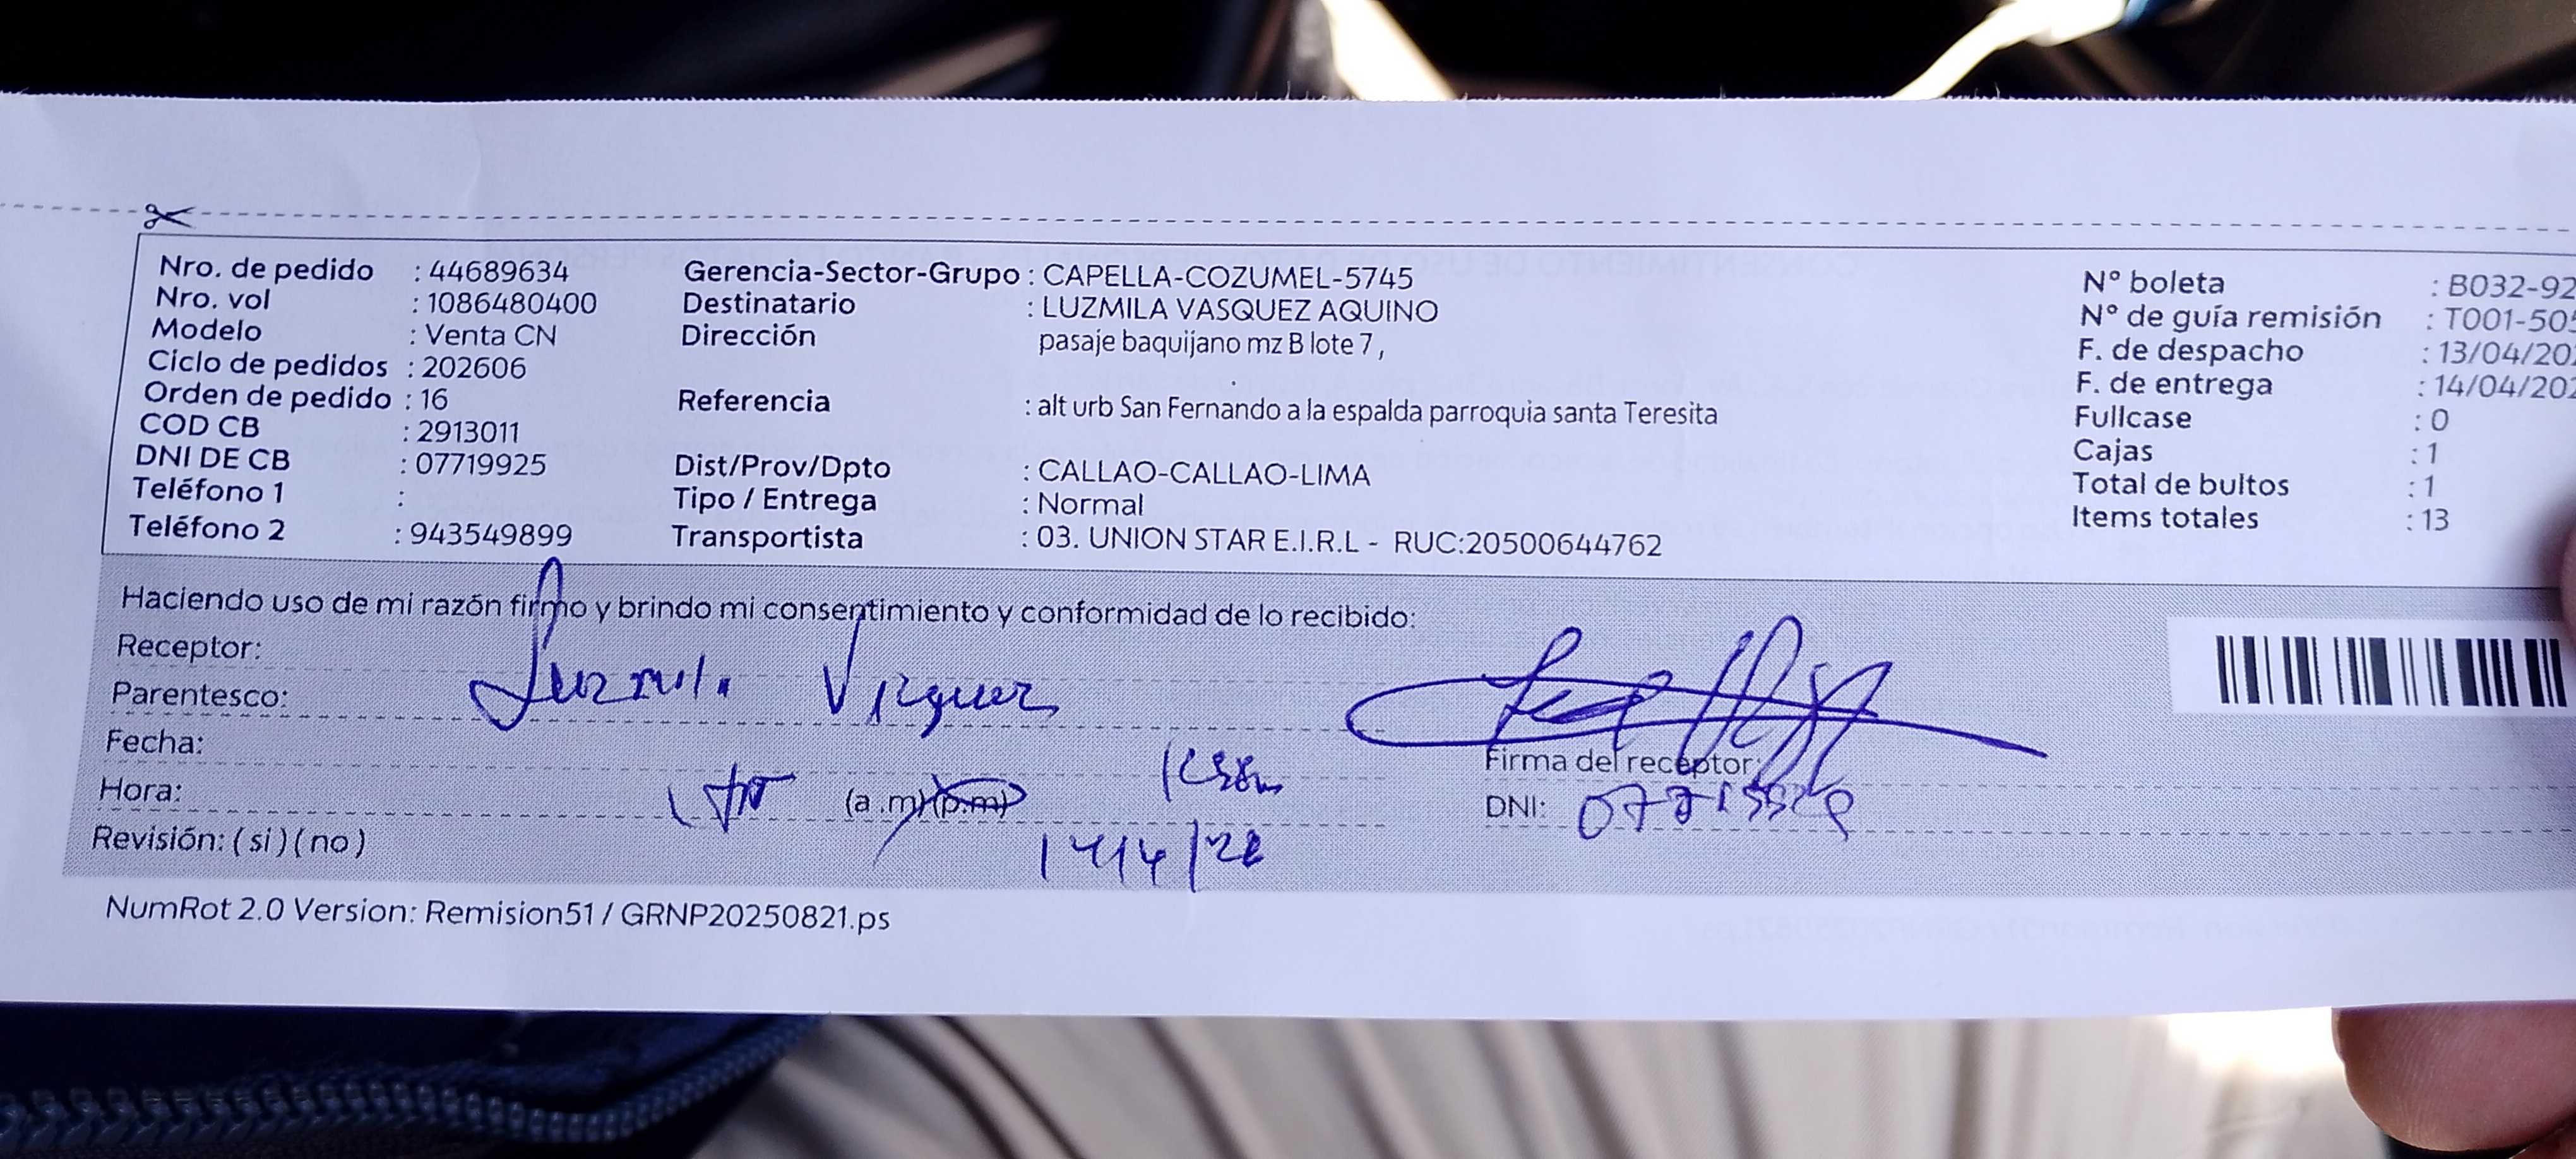 Nro. de pedido : 44689634
Nro. vol : 1086480400
Modelo : Venta CN
Ciclo de pedidos : 202606
Orden de pedido : 16
COD CB : 2913011
DNI DE CB : 07719925
Teléfono 1 :
Teléfono 2 : 943549899
Gerencia-Sector-Grupo : CAPELLA-COZUMEL-5745
Destinatario : LUZMILA VASQUEZ AQUINO
Dirección pasaje baquijano mz B lote 7 ,
Referencia : alt urb San Fernando a la espalda parroquia santa Teresita
Dist/Prov/Dpto : CALLAO-CALLAO-LIMA
Tipo / Entrega : Normal
Transportista : 03. UNION STAR E.I.R.L - RUC:20500644762
N° boleta : B032-92
N° de guía remisión : T001-505
F. de despacho : 13/04/202
F. de entrega : 14/04/202
Fullcase : 0
Cajas : 1
Total de bultos : 1
Items totales : 13
Haciendo uso de mi razón firmo y brindo mi consentimiento y conformidad de lo recibido:
Receptor:
Parentesco:
Fecha:
Hora: (a .m) (p.m)
Revisión: ( si ) ( no )
Firma del receptor:
DNI:
NumRot 2.0 Version: Remision51 / GRNP20250821.ps